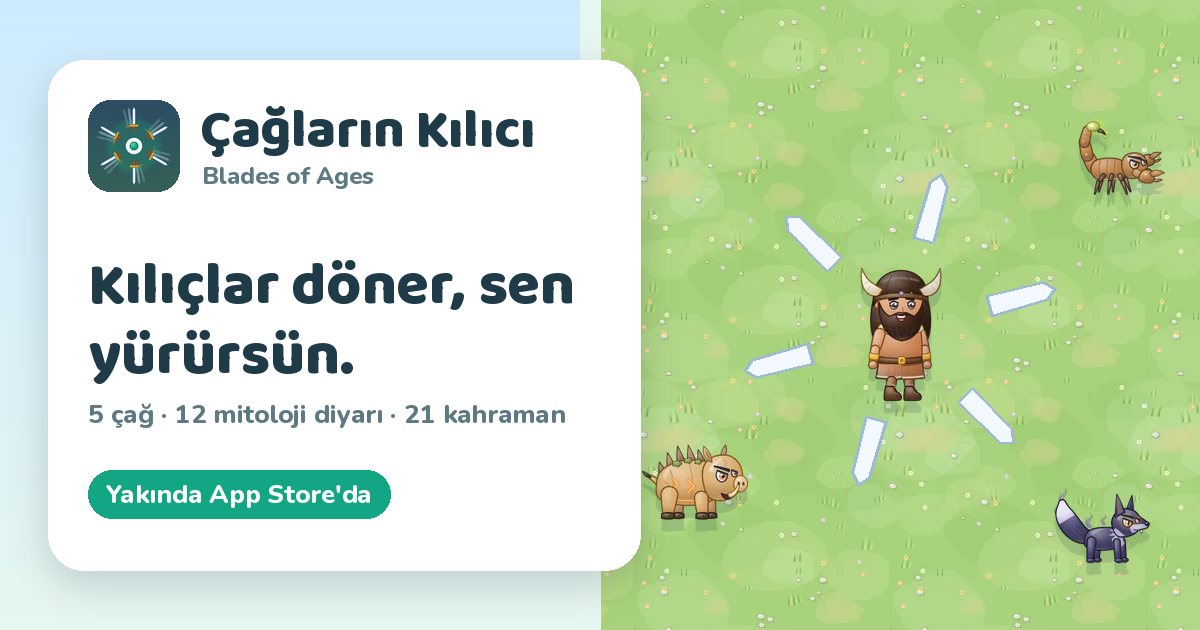 Çağların Kılıcı
Blades of Ages
Kılıçlar döner, sen
yürürsün.
5 çağ · 12 mitoloji diyarı · 21 kahraman
Yakında App Store'da